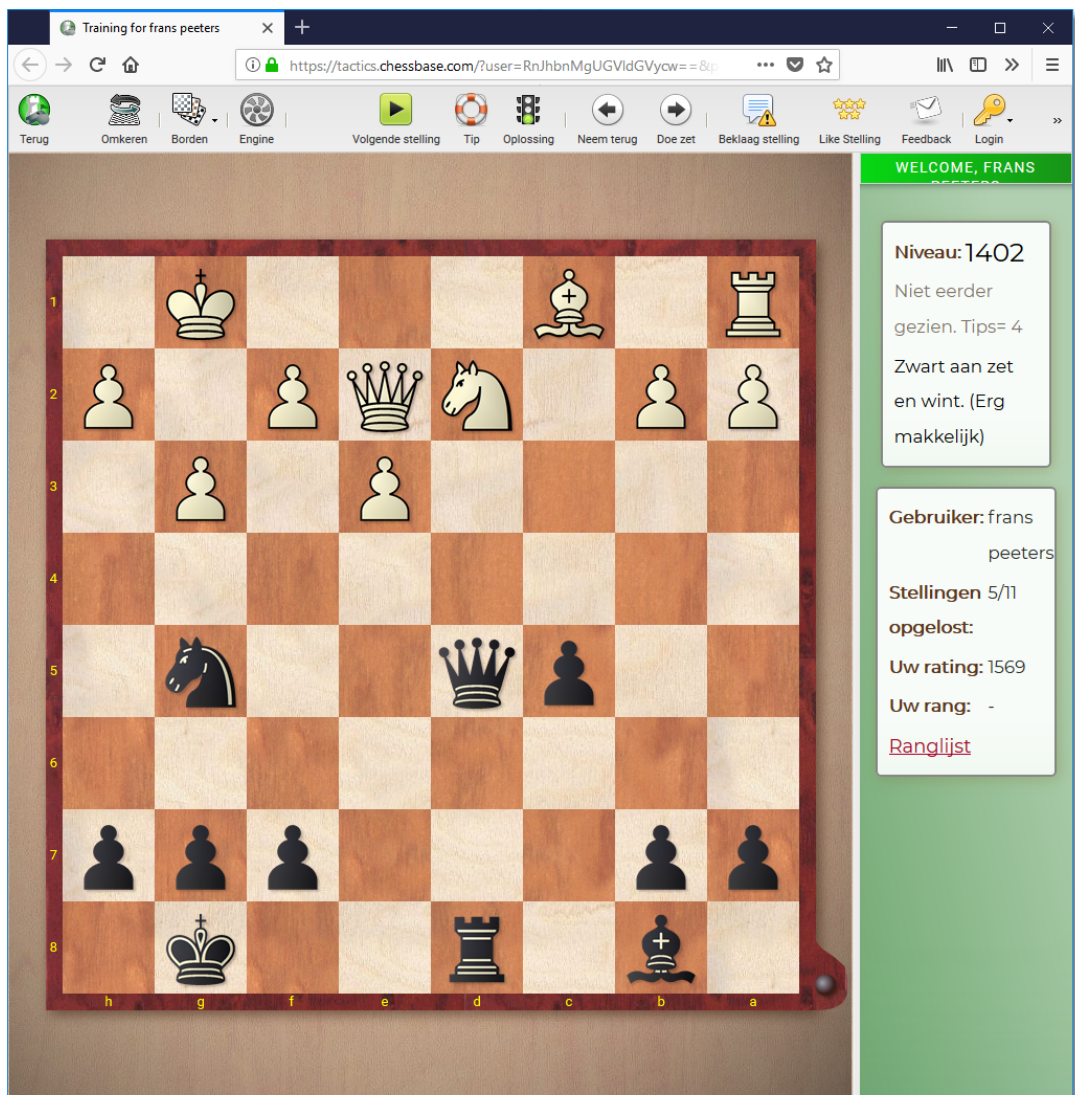 Training for frans peeters
https://tactics.chessbase.com/?user=RnJhbnMgUGVldGVycw==&p
Terug Omkeren Borden Engine Volgende stelling Tip Oplossing Neem terug Doe zet Beklaag stelling Like Stelling Feedback Login
WELCOME, FRANS
PEETERS
Niveau: 1402
Niet eerder
gezien. Tips= 4
Zwart aan zet
en wint. (Erg
makkelijk)
Gebruiker: frans
peeters
Stellingen 5/11
opgelost:
Uw rating: 1569
Uw rang: -
Ranglijst
1
2
3
4
5
6
7
8
h g f e d c b a